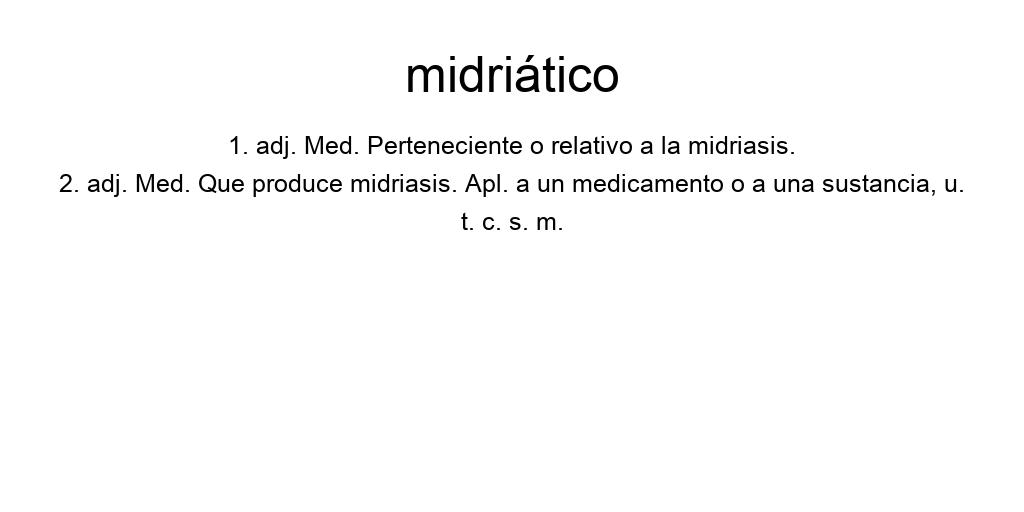 midriático
1. adj. Med. Perteneciente o relativo a la midriasis.
2. adj. Med. Que produce midriasis. Apl. a un medicamento o a una sustancia, u.
t. c. s. m.